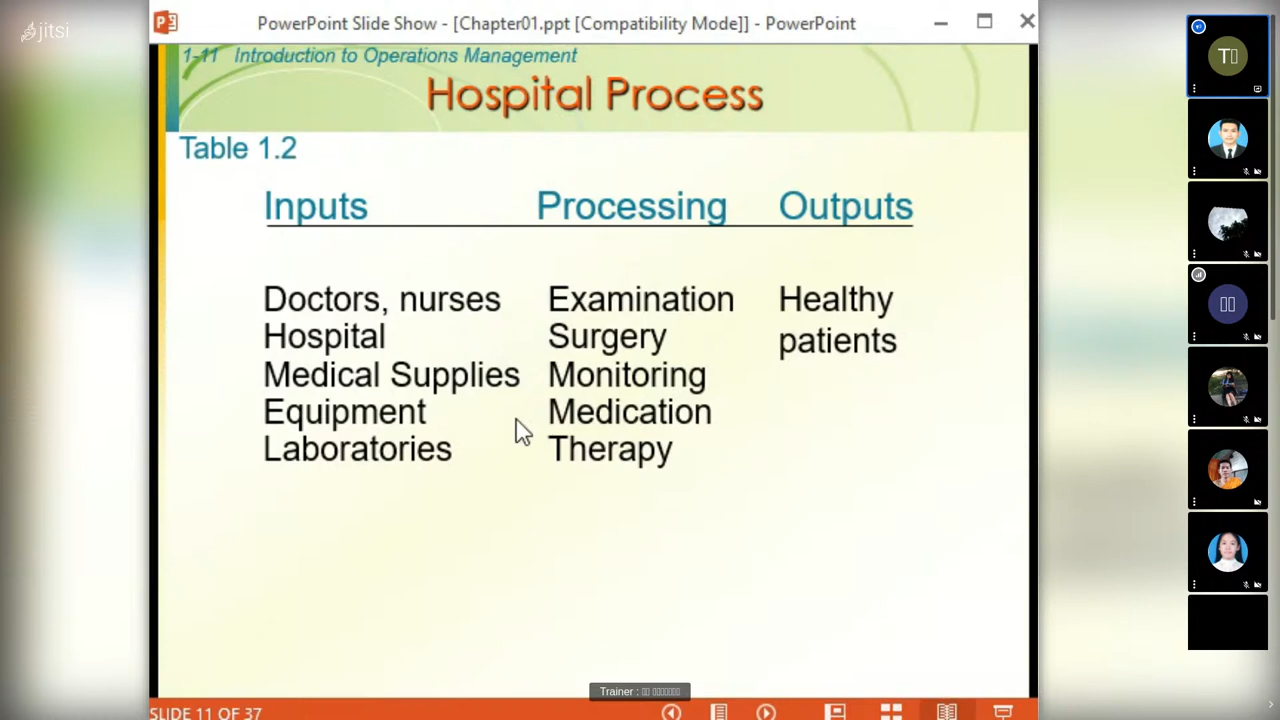 jitsi
PowerPoint Slide Show - [Chapter01.ppt [Compatibility Mode]] - PowerPoint
1-11 Introduction to Operations Management
Hospital Process
Table 1.2
Inputs Processing Outputs
Doctors, nurses Examination Healthy
Hospital Surgery patients
Medical Supplies Monitoring
Equipment Medication
Laboratories Therapy
Trainer :
SLIDE 11 OF 37